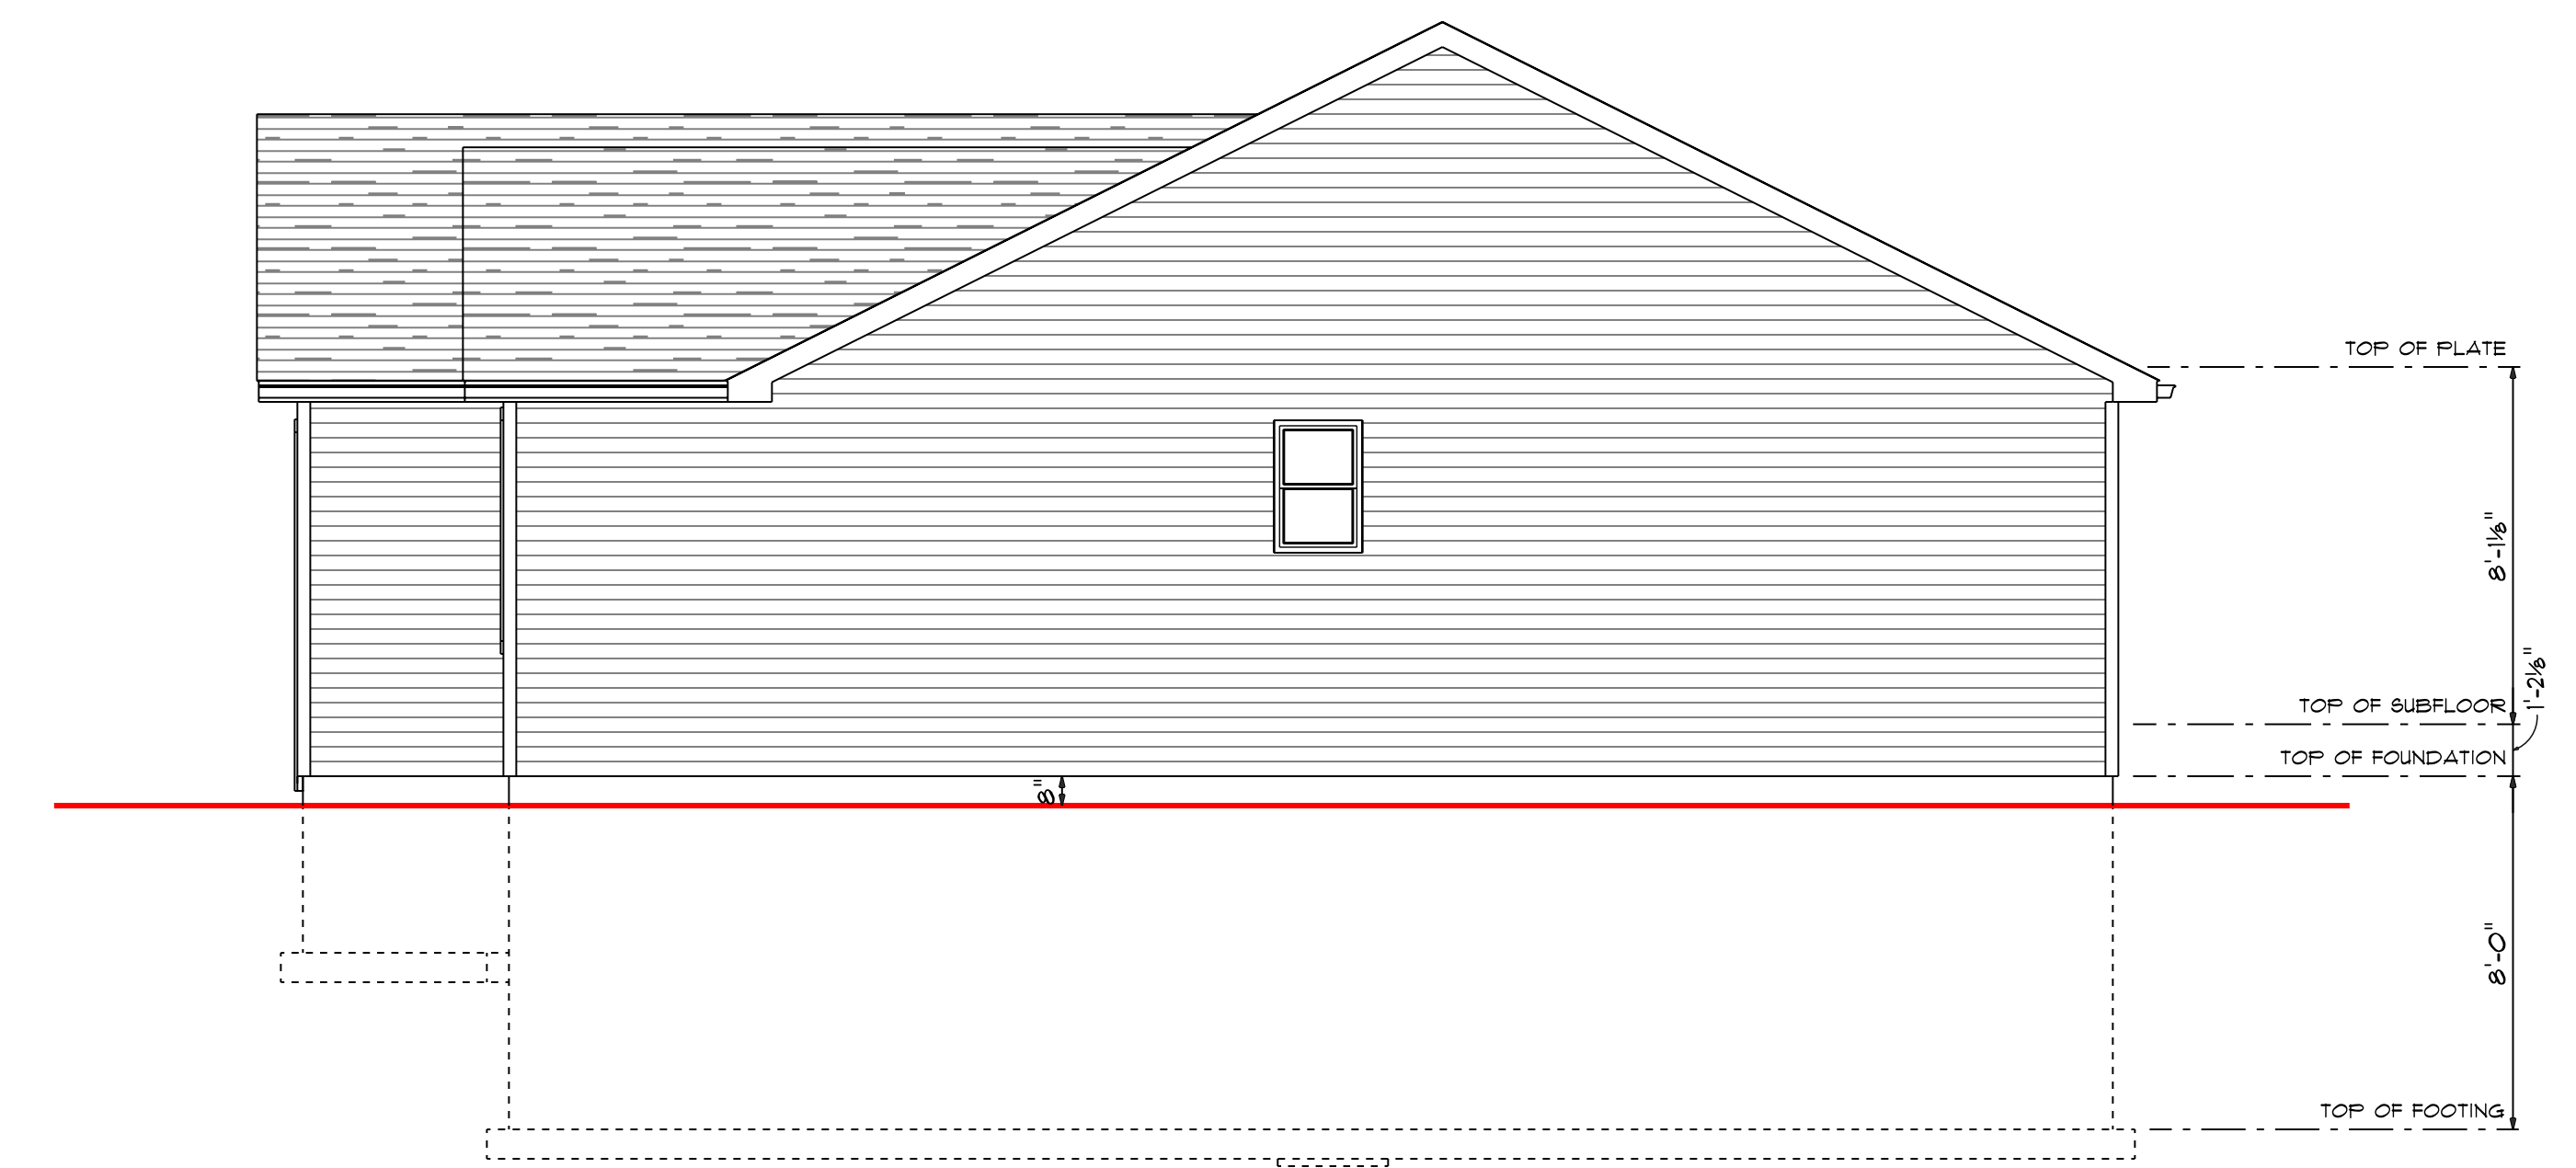 TOP OF PLATE
8'-1⅛"
1'-2⅛"
TOP OF SUBFLOOR
TOP OF FOUNDATION
8"
8'-0"
TOP OF FOOTING